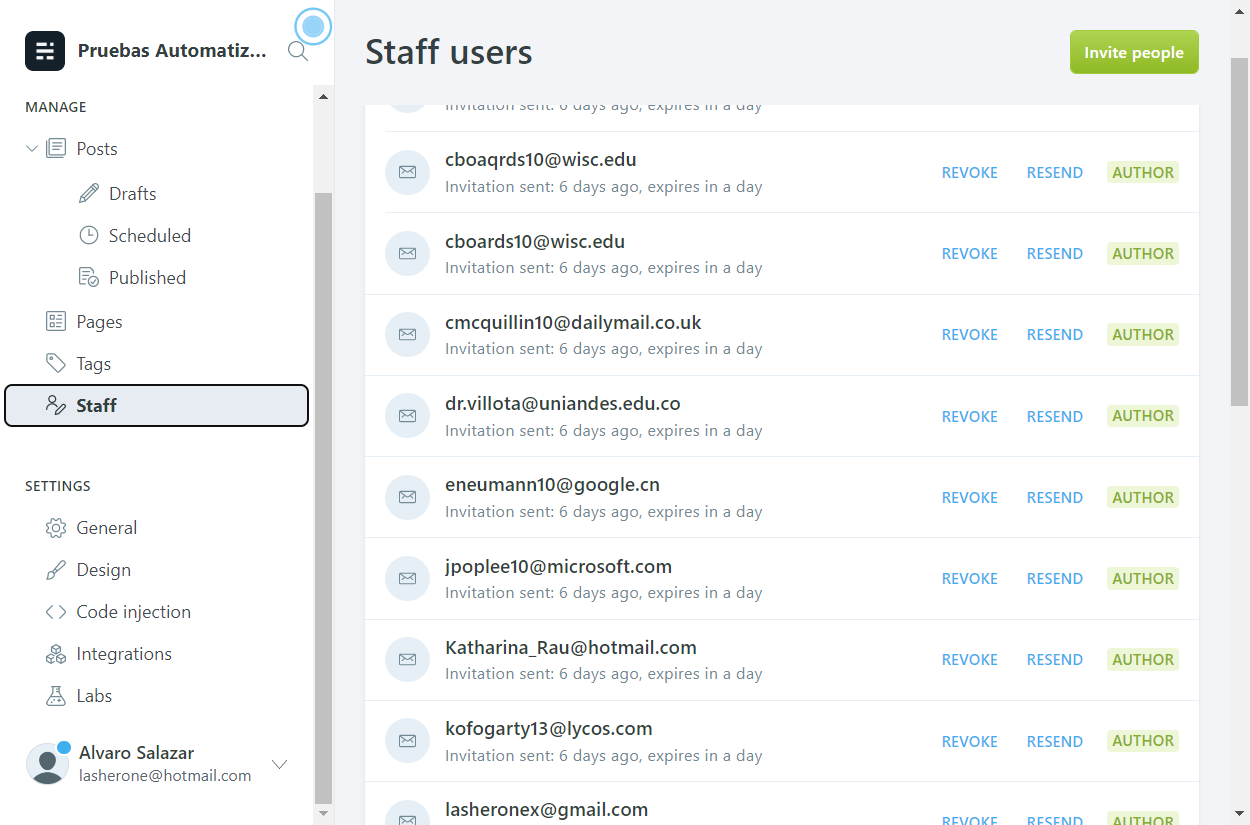 Pruebas Automatiz...
MANAGE
Posts
Drafts
Scheduled
Published
Pages
Tags
Staff
SETTINGS
General
Design
Code injection
Integrations
Labs
Alvaro Salazar
lasherone@hotmail.com
Staff users
Invite people
Invitation sent: 6 days ago, expires in a day
cboaqrds10@wisc.edu
Invitation sent: 6 days ago, expires in a day
REVOKE RESEND AUTHOR
cboards10@wisc.edu
Invitation sent: 6 days ago, expires in a day
REVOKE RESEND AUTHOR
cmcquillin10@dailymail.co.uk
Invitation sent: 6 days ago, expires in a day
REVOKE RESEND AUTHOR
dr.villota@uniandes.edu.co
Invitation sent: 6 days ago, expires in a day
REVOKE RESEND AUTHOR
eneumann10@google.cn
Invitation sent: 6 days ago, expires in a day
REVOKE RESEND AUTHOR
jpoplee10@microsoft.com
Invitation sent: 6 days ago, expires in a day
REVOKE RESEND AUTHOR
Katharina_Rau@hotmail.com
Invitation sent: 6 days ago, expires in a day
REVOKE RESEND AUTHOR
kofogarty13@lycos.com
Invitation sent: 6 days ago, expires in a day
REVOKE RESEND AUTHOR
lasheronex@gmail.com
REVOKE RESEND AUTHOR